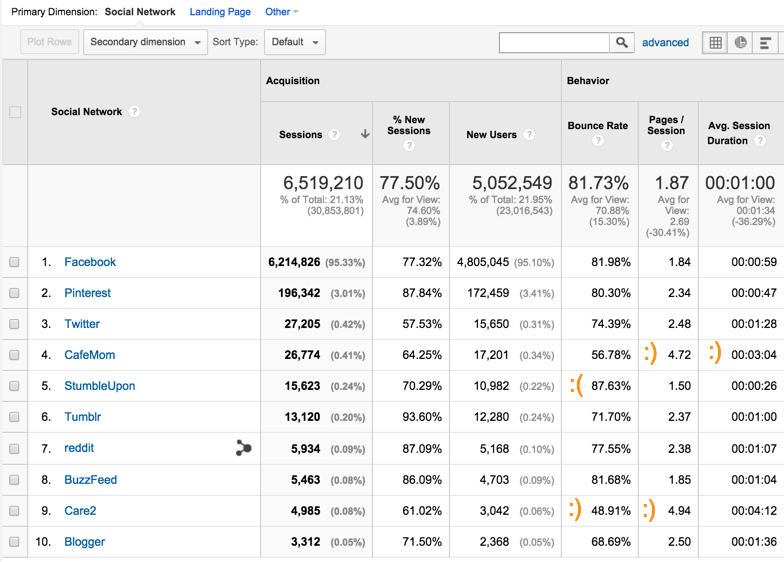 Primary Dimension: Social Network Landing Page Other
Plot Rows Secondary dimension Sort Type: Default advanced
Acquisition Behavior
Social Network ? Sessions ? % New Sessions ? New Users ? Bounce Rate ? Pages / Session ? Avg. Session Duration ?
6,519,210 77.50% 5,052,549 81.73% 1.87 00:01:00
% of Total: 21.13% (30,853,801) Avg for View: 74.60% (3.89%) % of Total: 21.95% (23,016,543) Avg for View: 70.88% (15.30%) Avg for View: 2.69 (-30.41%) Avg for View: 00:01:34 (-36.29%)
1. Facebook 6,214,826 (95.33%) 77.32% 4,805,045 (95.10%) 81.98% 1.84 00:00:59
2. Pinterest 196,342 (3.01%) 87.84% 172,459 (3.41%) 80.30% 2.34 00:00:47
3. Twitter 27,205 (0.42%) 57.53% 15,650 (0.31%) 74.39% 2.48 00:01:28
4. CafeMom 26,774 (0.41%) 64.25% 17,201 (0.34%) 56.78% :) 4.72 :) 00:03:04
5. StumbleUpon 15,623 (0.24%) 70.29% 10,982 (0.22%) :( 87.63% 1.50 00:00:26
6. Tumblr 13,120 (0.20%) 93.60% 12,280 (0.24%) 71.70% 2.37 00:01:00
7. reddit 5,934 (0.09%) 87.09% 5,168 (0.10%) 77.55% 2.38 00:01:07
8. BuzzFeed 5,463 (0.08%) 86.09% 4,703 (0.09%) 81.68% 1.85 00:01:04
9. Care2 4,985 (0.08%) 61.02% 3,042 (0.06%) :) 48.91% :) 4.94 00:04:12
10. Blogger 3,312 (0.05%) 71.50% 2,368 (0.05%) 68.69% 2.50 00:01:36